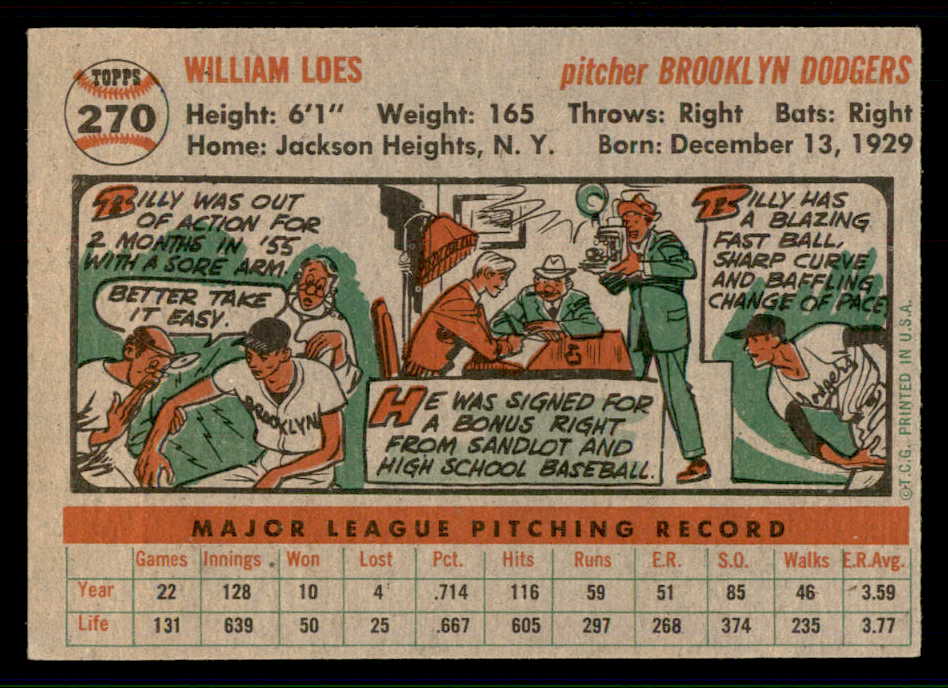 TOPPS
270
WILLIAM LOES
pitcher BROOKLYN DODGERS
Height: 6'1" Weight: 165 Throws: Right Bats: Right
Home: Jackson Heights, N. Y. Born: December 13, 1929
BILLY WAS OUT
OF ACTION FOR
2 MONTHS IN '55
WITH A SORE ARM.
BETTER TAKE
IT EASY.
BROOKLYN
HE WAS SIGNED FOR
A BONUS RIGHT
FROM SANDLOT AND
HIGH SCHOOL BASEBALL.
BILLY HAS
A BLAZING
FAST BALL,
SHARP CURVE
AND BAFFLING
CHANGE OF PACE
Dodgers
©T.C.G. PRINTED IN U.S.A.
MAJOR LEAGUE PITCHING RECORD
Games Innings Won Lost Pct. Hits Runs E.R. S.O. Walks E.R.Avg.
Year 22 128 10 4 .714 116 59 51 85 46 3.59
Life 131 639 50 25 .667 605 297 268 374 235 3.77